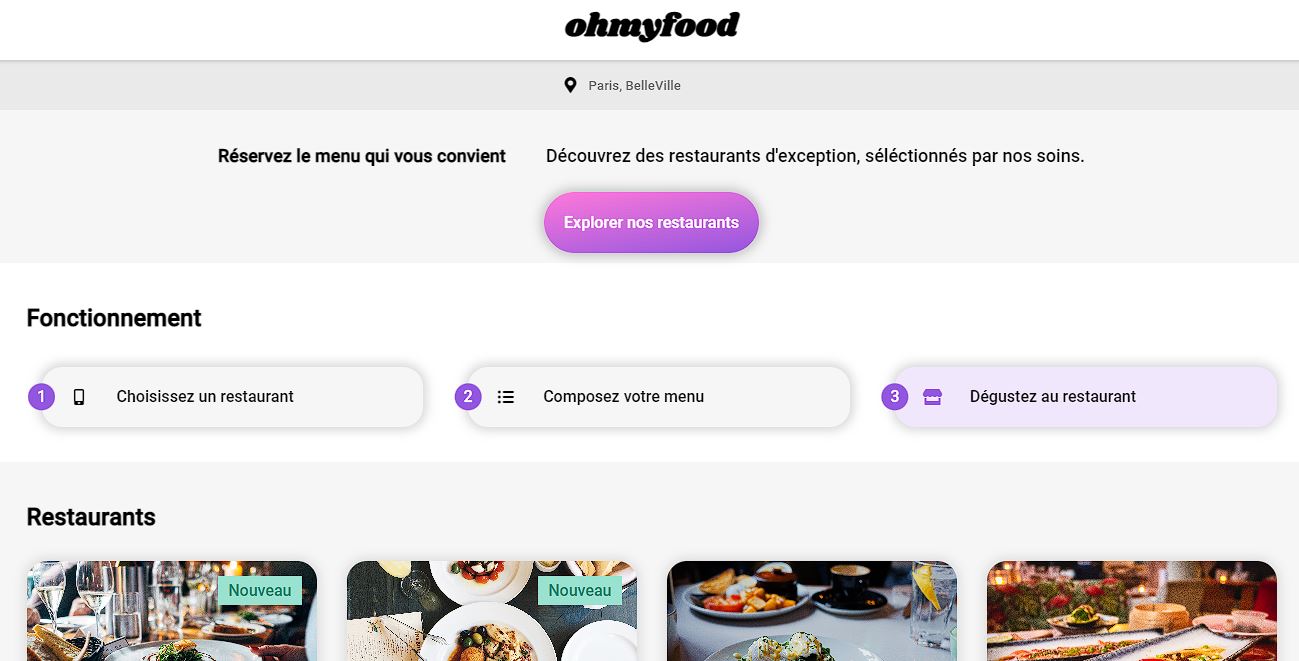 ohmyfood
Paris, BelleVille
Réservez le menu qui vous convient
Découvrez des restaurants d'exception, séléctionnés par nos soins.
Explorer nos restaurants
Fonctionnement
1 Choisissez un restaurant
2 Composez votre menu
3 Dégustez au restaurant
Restaurants
Nouveau
Nouveau